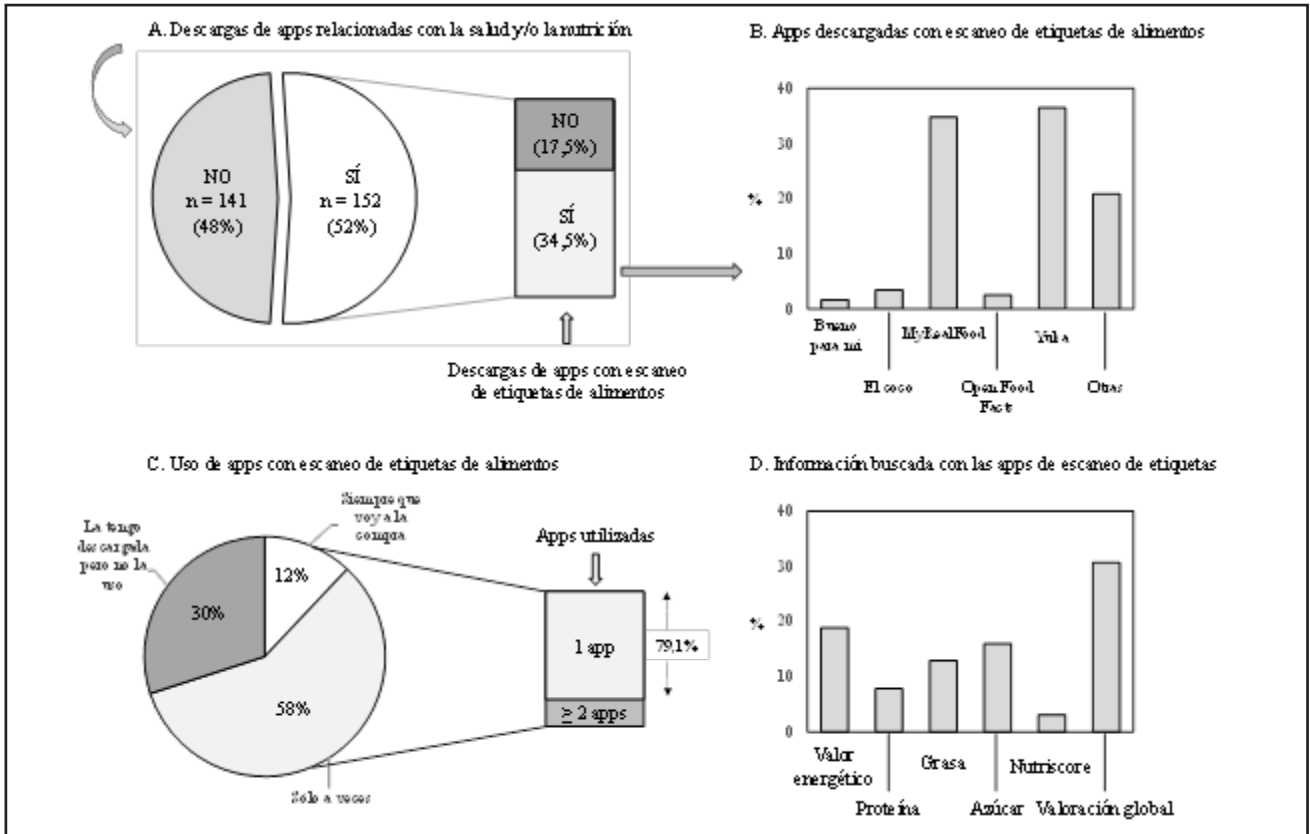 A. Descargas de apps relacionadas con la salud y/o la nutrición
NO
n = 141
(48%)
SÍ
n = 152
(52%)
NO
(17,5%)
SÍ
(34,5%)
Descargas de apps con escaneo
de etiquetas de alimentos
B. Apps descargadas con escaneo de etiquetas de alimentos
40
30
%
20
10
0
Bueno
para mí
El coco
MyRealFood
Open Food
Facts
Yuka
Otras
C. Uso de apps con escaneo de etiquetas de alimentos
La tengo
descargada
pero no la
uso
Siempre que
voy a la
compra
12%
30%
58%
Sólo a veces
Apps utilizadas
1 app
79,1%
≥ 2 apps
D. Información buscada con las apps de escaneo de etiquetas
40
30
%
20
10
0
Valor
energético
Proteína
Grasa
Azúcar
Nutriscore
Valoración global